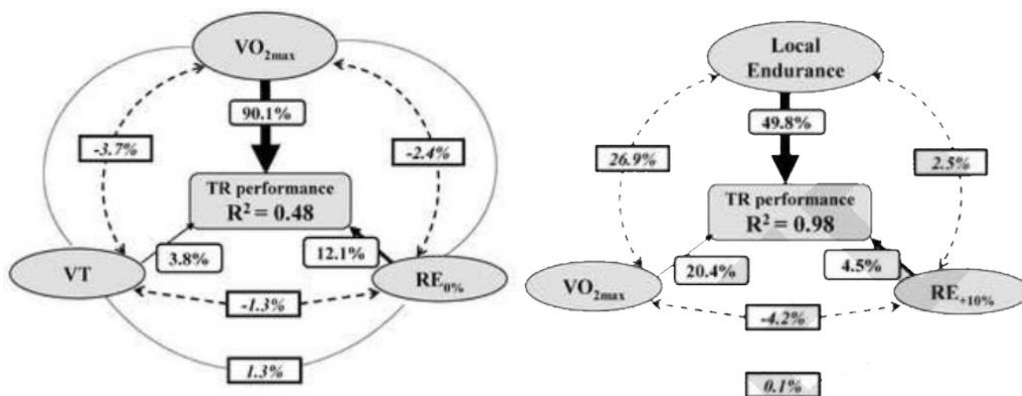 VO2max
90.1%
-3.7%
-2.4%
TR performance
R² = 0.48
3.8%
12.1%
VT
RE0%
-1.3%
1.3%
Local
Endurance
49.8%
26.9%
2.5%
TR performance
R² = 0.98
20.4%
4.5%
VO2max
RE+10%
-4.2%
0.1%